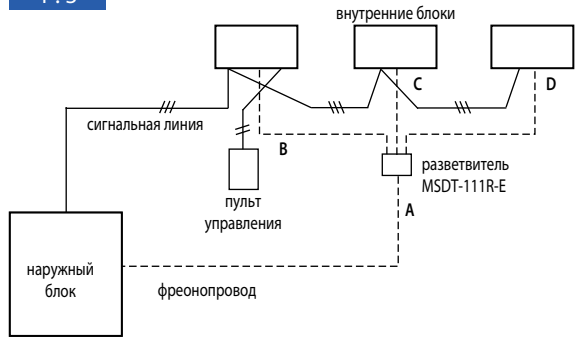 внутренние блоки
C
D
сигнальная линия
B
разветвитель
MSDT-111R-E
пульт
управления
A
наружный
блок
фреонопровод